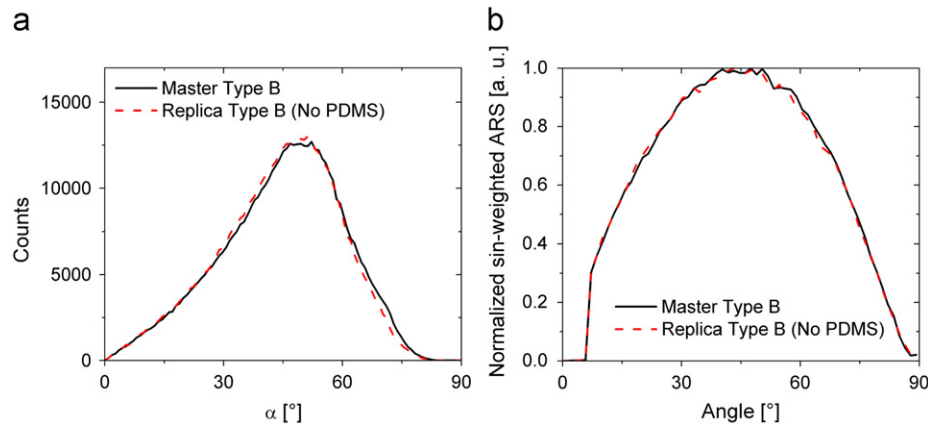 a
Master Type B
Replica Type B (No PDMS)
15000
10000
5000
0
Counts
0 30 60 90
α [°]
b
1.0
0.8
0.6
0.4
0.2
0.0
Normalized sin-weighted ARS [a. u.]
Master Type B
Replica Type B (No PDMS)
0 30 60 90
Angle [°]